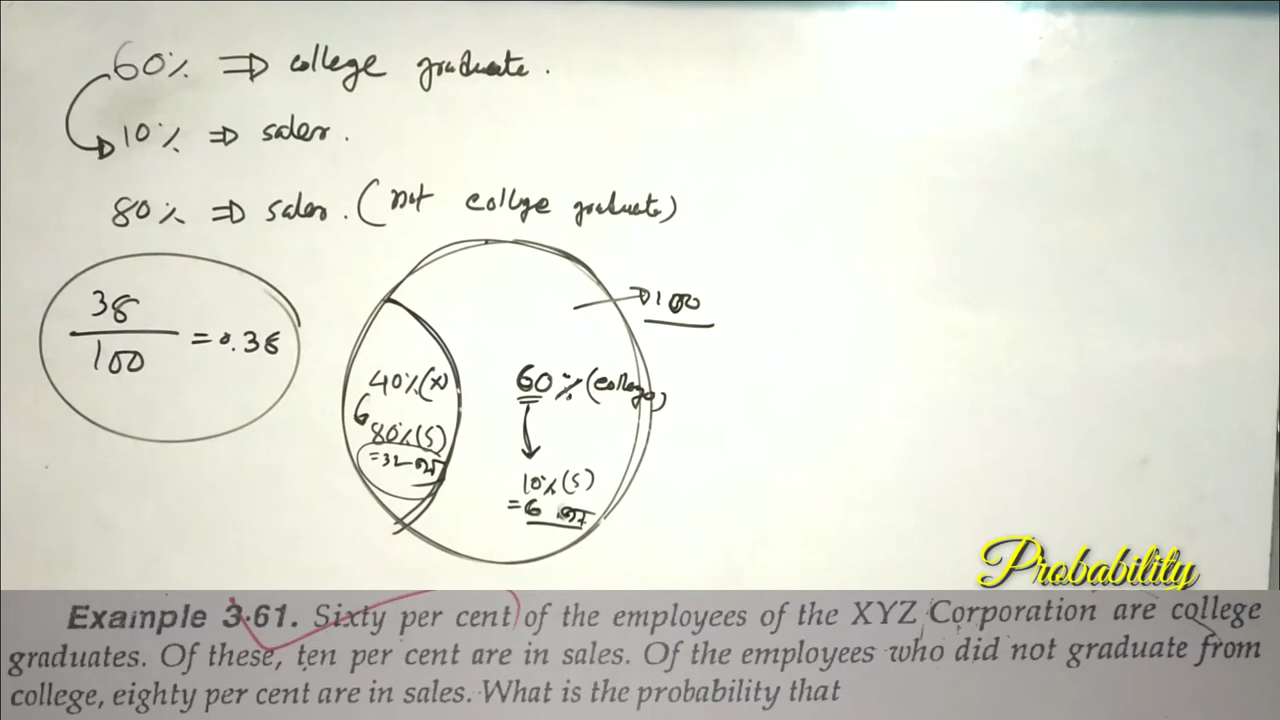 60% ⇒ college graduate.
10% ⇒ sales.
80% ⇒ sales. (not college graduate)
38
100
= 0.38
100
40% (x)
60% (college)
80% (S)
= 32
10% (S)
= 6
Probability
Example 3·61. Sixty per cent of the employees of the XYZ Corporation are college
graduates. Of these, ten per cent are in sales. Of the employees who did not graduate from
college, eighty per cent are in sales. What is the probability that